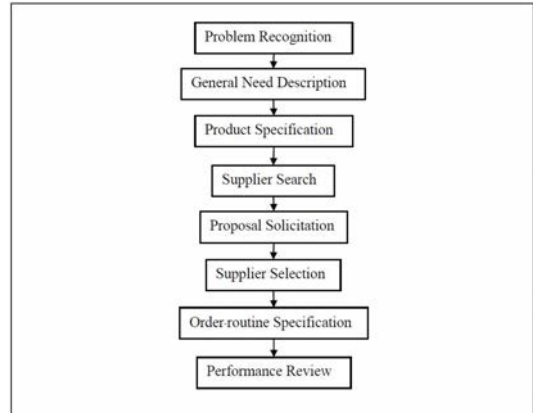 Problem Recognition
General Need Description
Product Specification
Supplier Search
Proposal Solicitation
Supplier Selection
Order-routine Specification
Performance Review